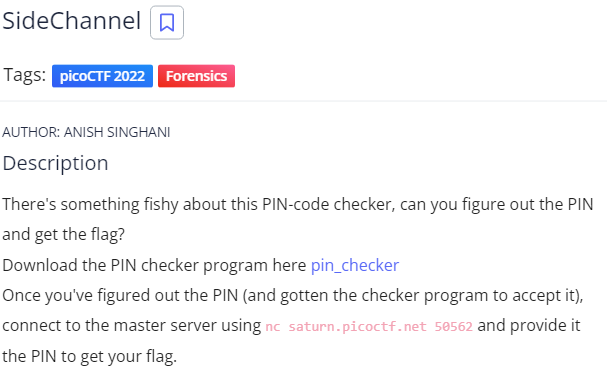 SideChannel
Tags: picoCTF 2022 Forensics
AUTHOR: ANISH SINGHANI
Description
There's something fishy about this PIN-code checker, can you figure out the PIN
and get the flag?
Download the PIN checker program here pin_checker
Once you've figured out the PIN (and gotten the checker program to accept it),
connect to the master server using nc saturn.picoctf.net 50562 and provide it
the PIN to get your flag.